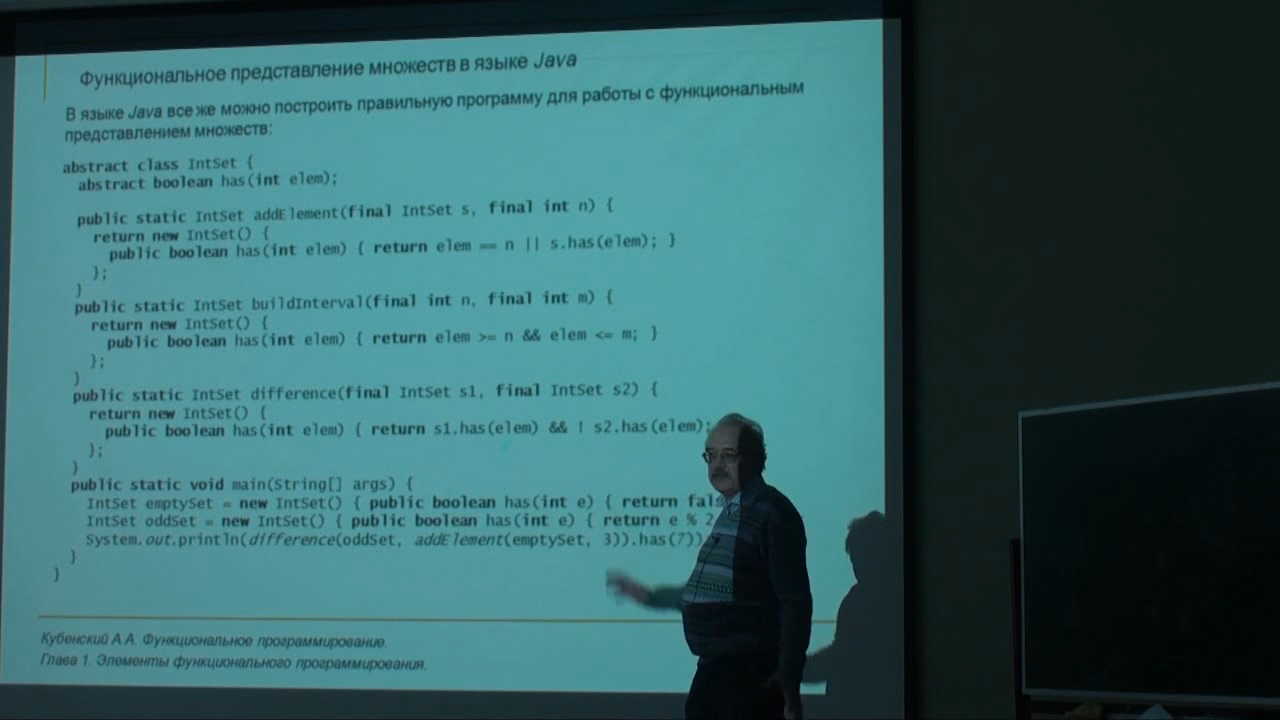 Функциональное представление множеств в языке Java
В языке Java все же можно построить правильную программу для работы с функциональным
представлением множеств:
abstract class IntSet {
abstract boolean has(int elem);
public static IntSet addElement(final IntSet s, final int n) {
return new IntSet() {
public boolean has(int elem) { return elem == n || s.has(elem); }
};
}
public static IntSet buildInterval(final int n, final int m) {
return new IntSet() {
public boolean has(int elem) { return elem >= n && elem <= m; }
};
}
public static IntSet difference(final IntSet s1, final IntSet s2) {
return new IntSet() {
public boolean has(int elem) { return s1.has(elem) && ! s2.has(elem);
};
}
public static void main(String[] args) {
IntSet emptySet = new IntSet() { public boolean has(int e) { return
IntSet oddSet = new IntSet() { public boolean has(int e) { return e % 2
System.out.println(difference(oddSet, addElement(emptySet, 3)).has(7));
}
}
Кубенский А.А. Функциональное программирование.
Глава 1. Элементы функционального программирования.